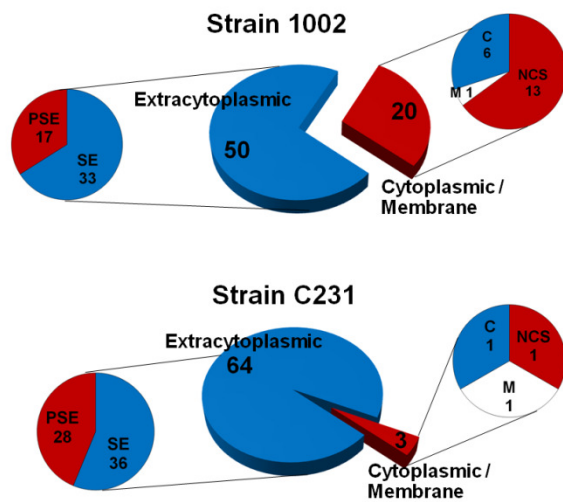 Strain 1002
Extracytoplasmic
50
20
Cytoplasmic /
Membrane
PSE
17
SE
33
C
6
M 1
NCS
13
Strain C231
Extracytoplasmic
64
3
Cytoplasmic /
Membrane
PSE
28
SE
36
C
1
NCS
1
M
1